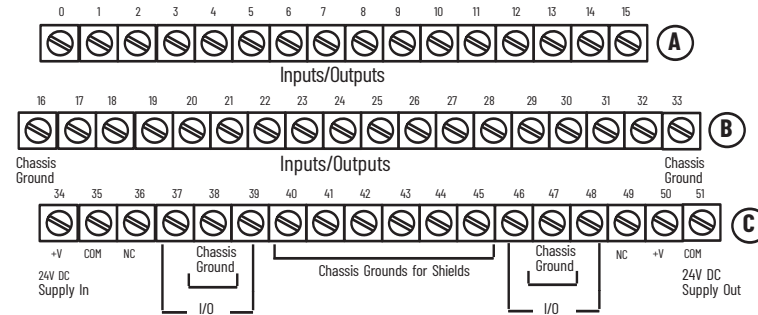 0 1 2 3 4 5 6 7 8 9 10 11 12 13 14 15
A
Inputs/Outputs
16 17 18 19 20 21 22 23 24 25 26 27 28 29 30 31 32 33
B
Chassis Ground
Inputs/Outputs
Chassis Ground
34 35 36 37 38 39 40 41 42 43 44 45 46 47 48 49 50 51
C
+V COM NC
Chassis
Ground
Chassis Grounds for Shields
Chassis
Ground
NC +V COM
24V DC
Supply In
24V DC
Supply Out
I/O
I/O